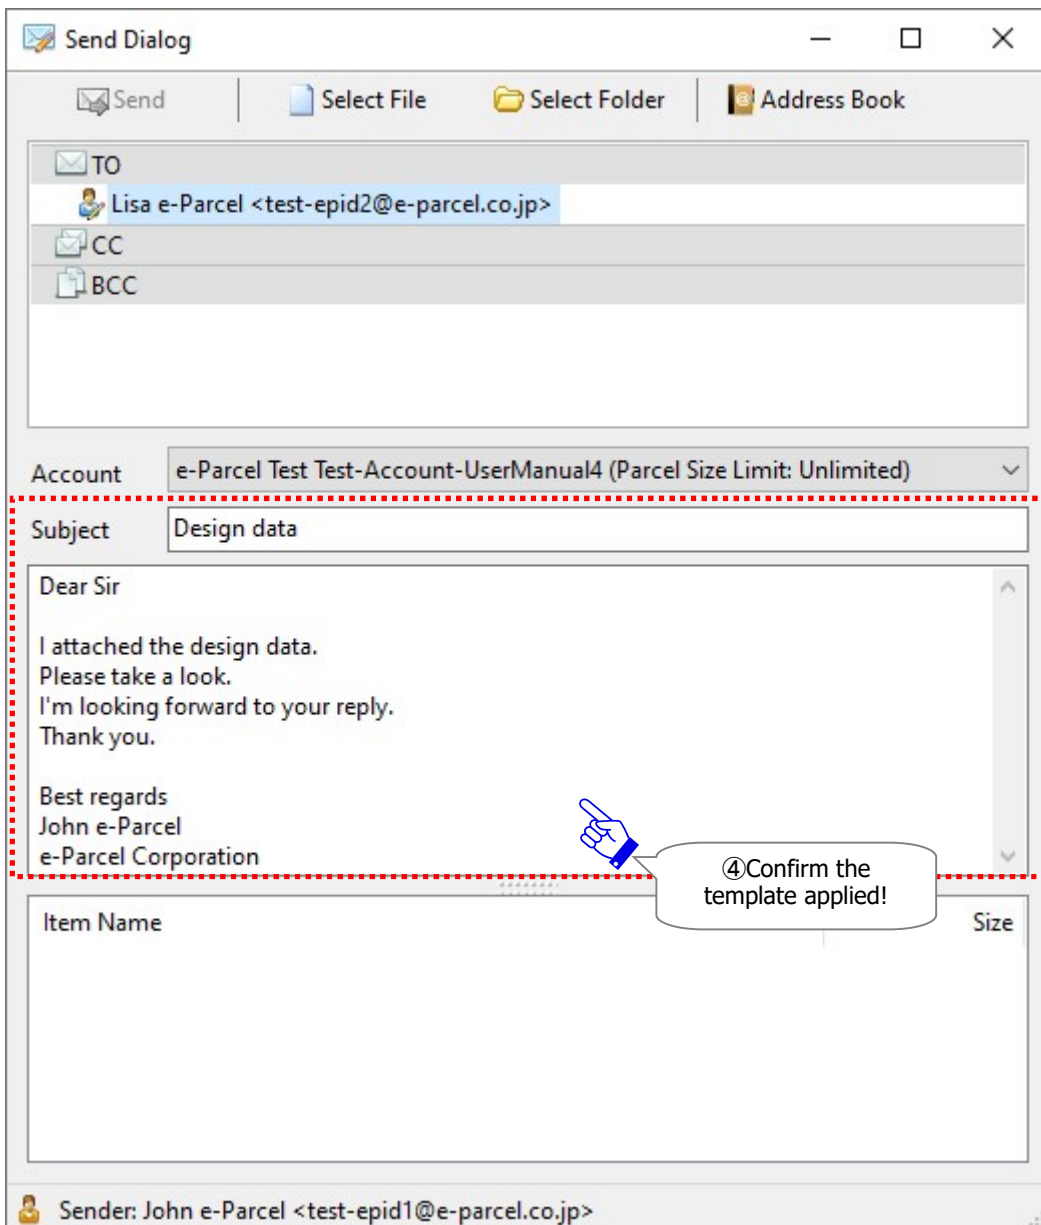 Send Dialog
Send Select File Select Folder Address Book
TO
Lisa e-Parcel <test-epid2@e-parcel.co.jp>
CC
BCC
Account e-Parcel Test Test-Account-UserManual4 (Parcel Size Limit: Unlimited)
Subject Design data
Dear Sir
I attached the design data.
Please take a look.
I'm looking forward to your reply.
Thank you.
Best regards
John e-Parcel
e-Parcel Corporation
④Confirm the
template applied!
Item Name Size
Sender: John e-Parcel <test-epid1@e-parcel.co.jp>